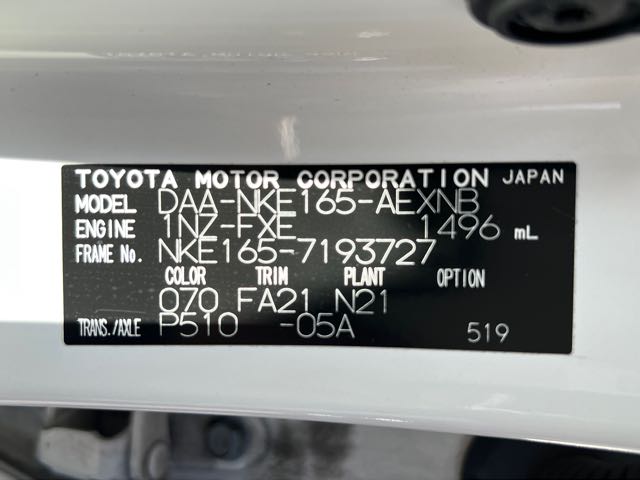 TOYOTA MOTOR CORPORATION JAPAN
MODEL DAA-NKE165-AEXNB
ENGINE 1NZ-FXE 1496 mL
FRAME No. NKE165-7193727
COLOR TRIM PLANT OPTION
070 FA21 N21
TRANS./AXLE P510 -05A 519